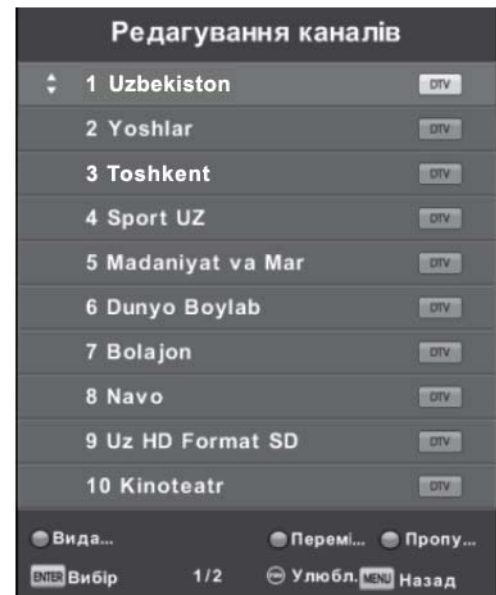 Редагування каналів
1 Uzbekiston DTV
2 Yoshlar DTV
3 Toshkent DTV
4 Sport UZ DTV
5 Madaniyat va Mar DTV
6 Dunyo Boylab DTV
7 Bolajon DTV
8 Navo DTV
9 Uz HD Format SD DTV
10 Kinoteatr DTV
Вида... Перемі... Пропу...
ENTER Вибір 1/2 Улюбл. MENU Назад